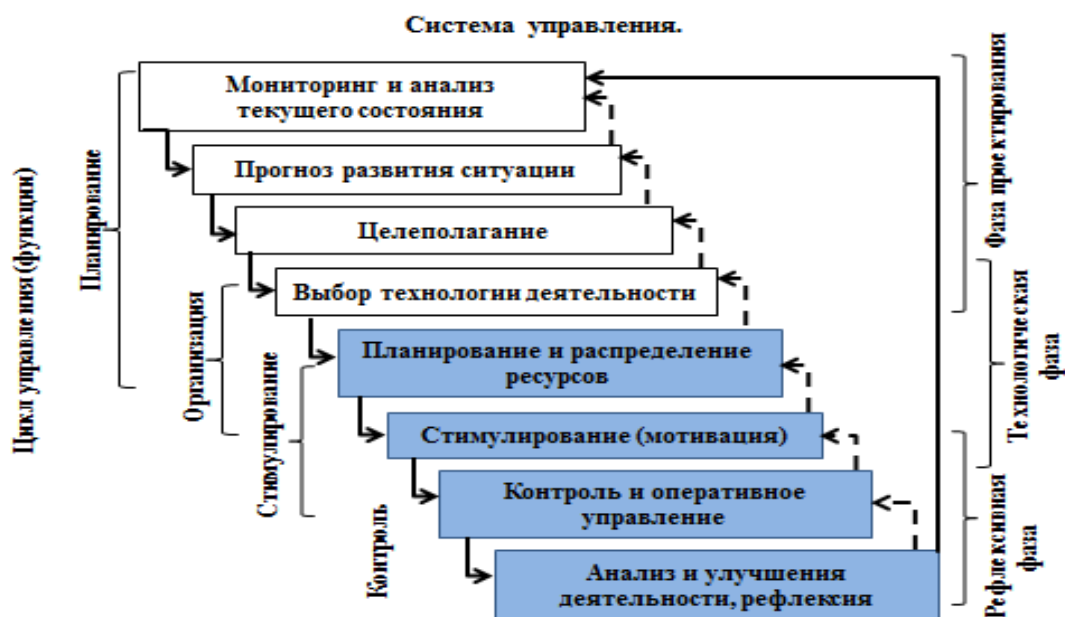 Система управления.
Мониторинг и анализ
текущего состояния
Прогноз развития ситуации
Целеполагание
Выбор технологии деятельности
Планирование и распределение
ресурсов
Стимулирование (мотивация)
Контроль и оперативное
управление
Анализ и улучшения
деятельности, рефлексия
Цикл управления (функции)
Планирование
Организация
Стимулирование
Контроль
Фаза проектирования
Технологическая
фаза
Рефлексивная
фаза